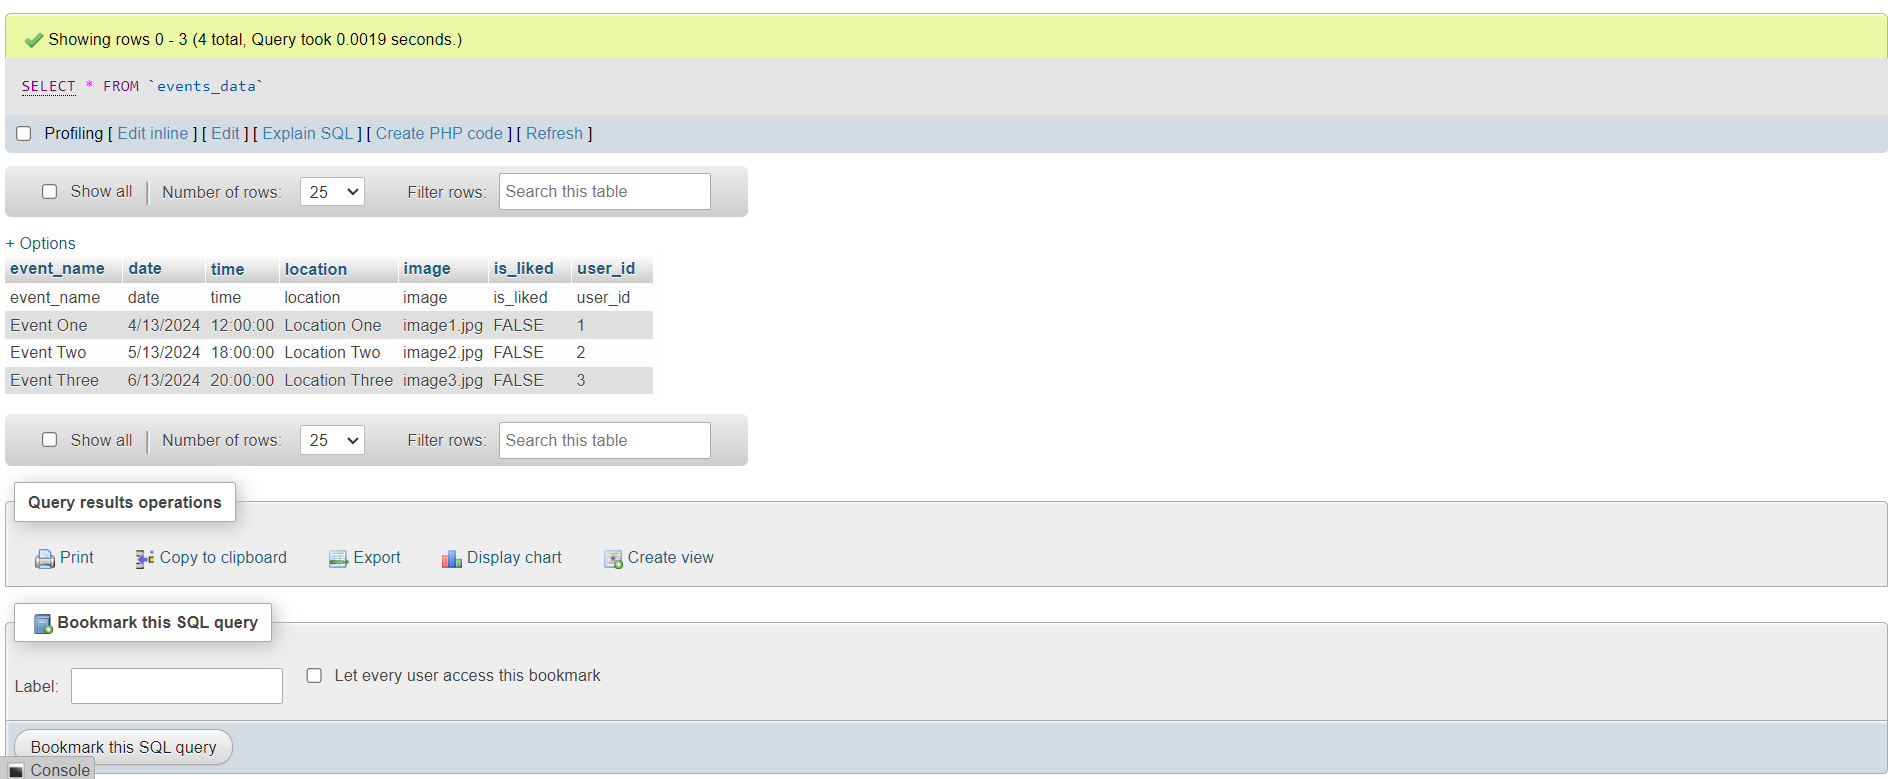 Showing rows 0 - 3 (4 total, Query took 0.0019 seconds.)
SELECT * FROM `events_data`
Profiling [ Edit inline ] [ Edit ] [ Explain SQL ] [ Create PHP code ] [ Refresh ]
Show all Number of rows: 25 Filter rows: Search this table
+ Options
event_name date time location image is_liked user_id
event_name date time location image is_liked user_id
Event One 4/13/2024 12:00:00 Location One image1.jpg FALSE 1
Event Two 5/13/2024 18:00:00 Location Two image2.jpg FALSE 2
Event Three 6/13/2024 20:00:00 Location Three image3.jpg FALSE 3
Show all Number of rows: 25 Filter rows: Search this table
Query results operations
Print Copy to clipboard Export Display chart Create view
Bookmark this SQL query
Label: Let every user access this bookmark
Bookmark this SQL query
Console